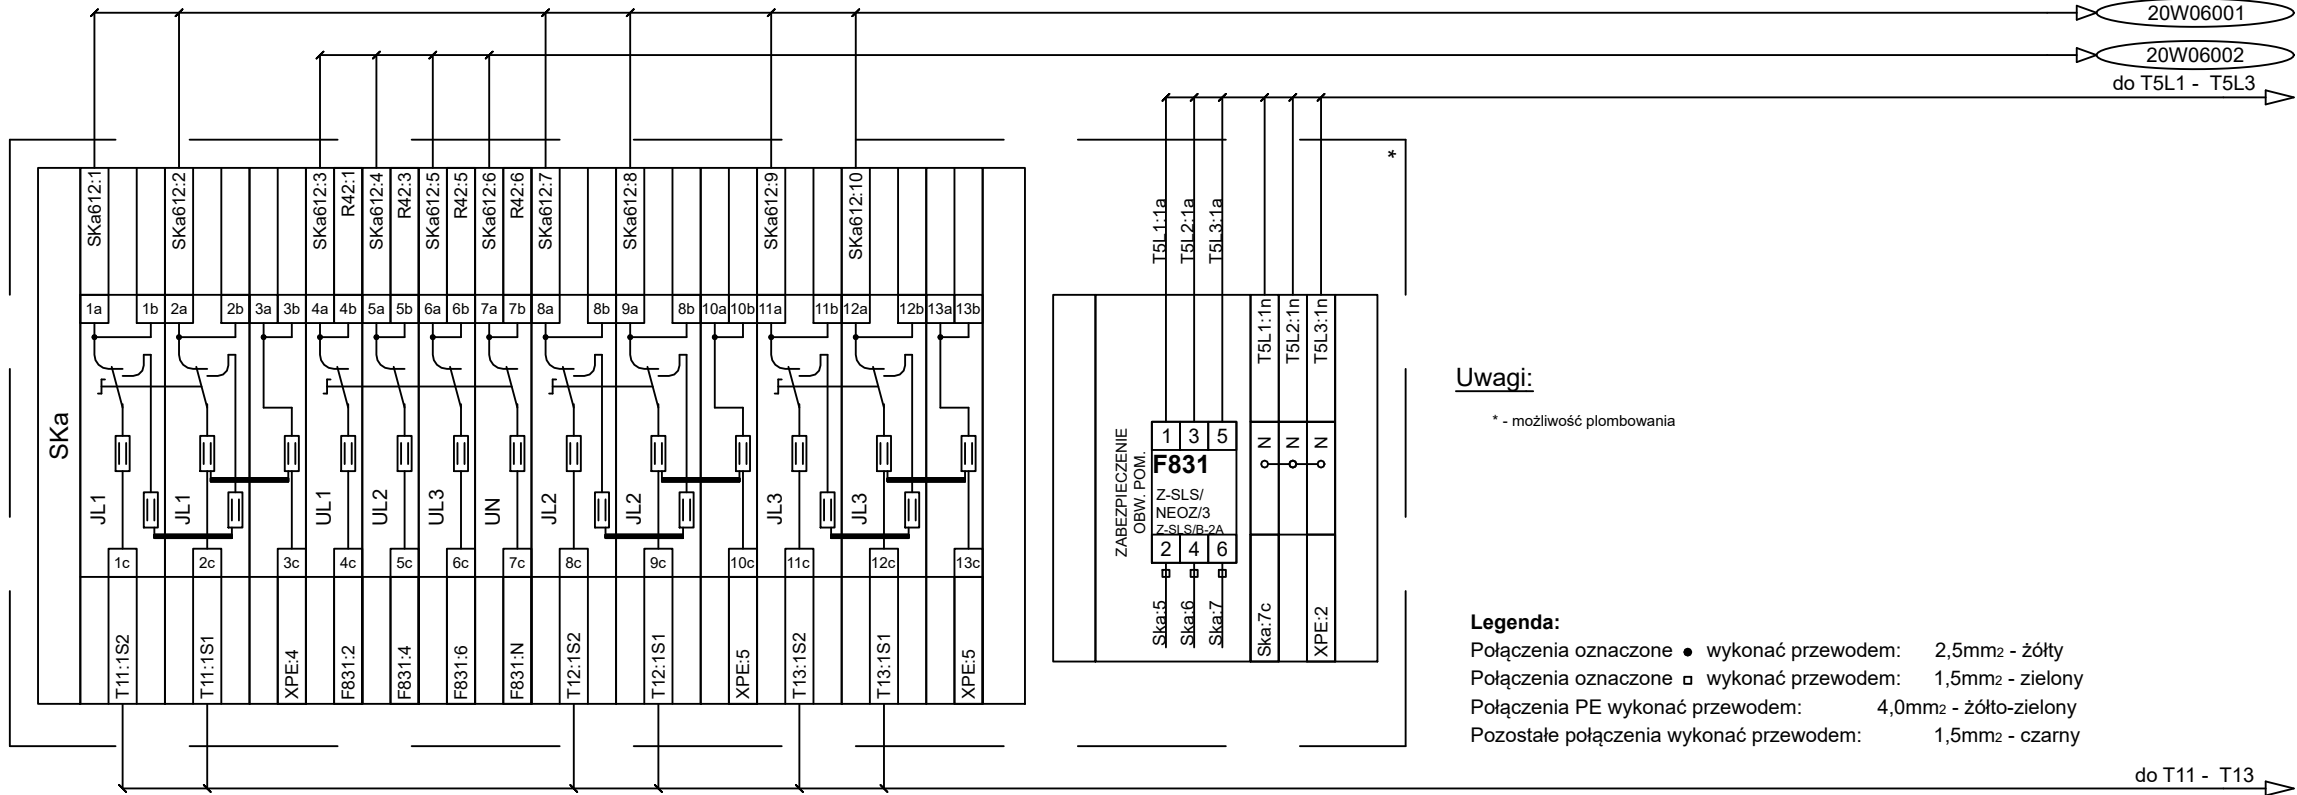 20W06001
20W06002
do T5L1 - T5L3
*
SKa612:1
SKa612:2
SKa612:3
R42:1
SKa612:4
R42:3
SKa612:5
R42:5
SKa612:6
R42:6
SKa612:7
SKa612:8
SKa612:9
SKa612:10
T5L1:1a
T5L2:1a
T5L3:1a
1a
1b
2a
2b
3a
3b
4a
4b
5a
5b
6a
6b
7a
7b
8a
8b
9a
8b
10a
10b
11a
11b
12a
12b
13a
13b
T5L1:1n
T5L2:1n
T5L3:1n
SKa
JL1
JL1
UL1
UL2
UL3
UN
JL2
JL2
JL3
JL3
ZABEZPIECZENIE
OBW. POM.
1 3 5
F831
Z-SLS/
NEOZ/3
Z-SLS/B-2A
2 4 6
N
N
N
Uwagi:
* - możliwość plombowania
1c
2c
3c
4c
5c
6c
7c
8c
9c
10c
11c
12c
13c
T11:1S2
T11:1S1
XPE:4
F831:2
F831:4
F831:6
F831:N
T12:1S2
T12:1S1
XPE:5
T13:1S2
T13:1S1
XPE:5
Ska:5
Ska:6
Ska:7
Ska:7c
XPE:2
Legenda:
Połączenia oznaczone ● wykonać przewodem: 2,5mm2 - żółty
Połączenia oznaczone □ wykonać przewodem: 1,5mm2 - zielony
Połączenia PE wykonać przewodem: 4,0mm2 - żółto-zielony
Pozostałe połączenia wykonać przewodem: 1,5mm2 - czarny
do T11 - T13